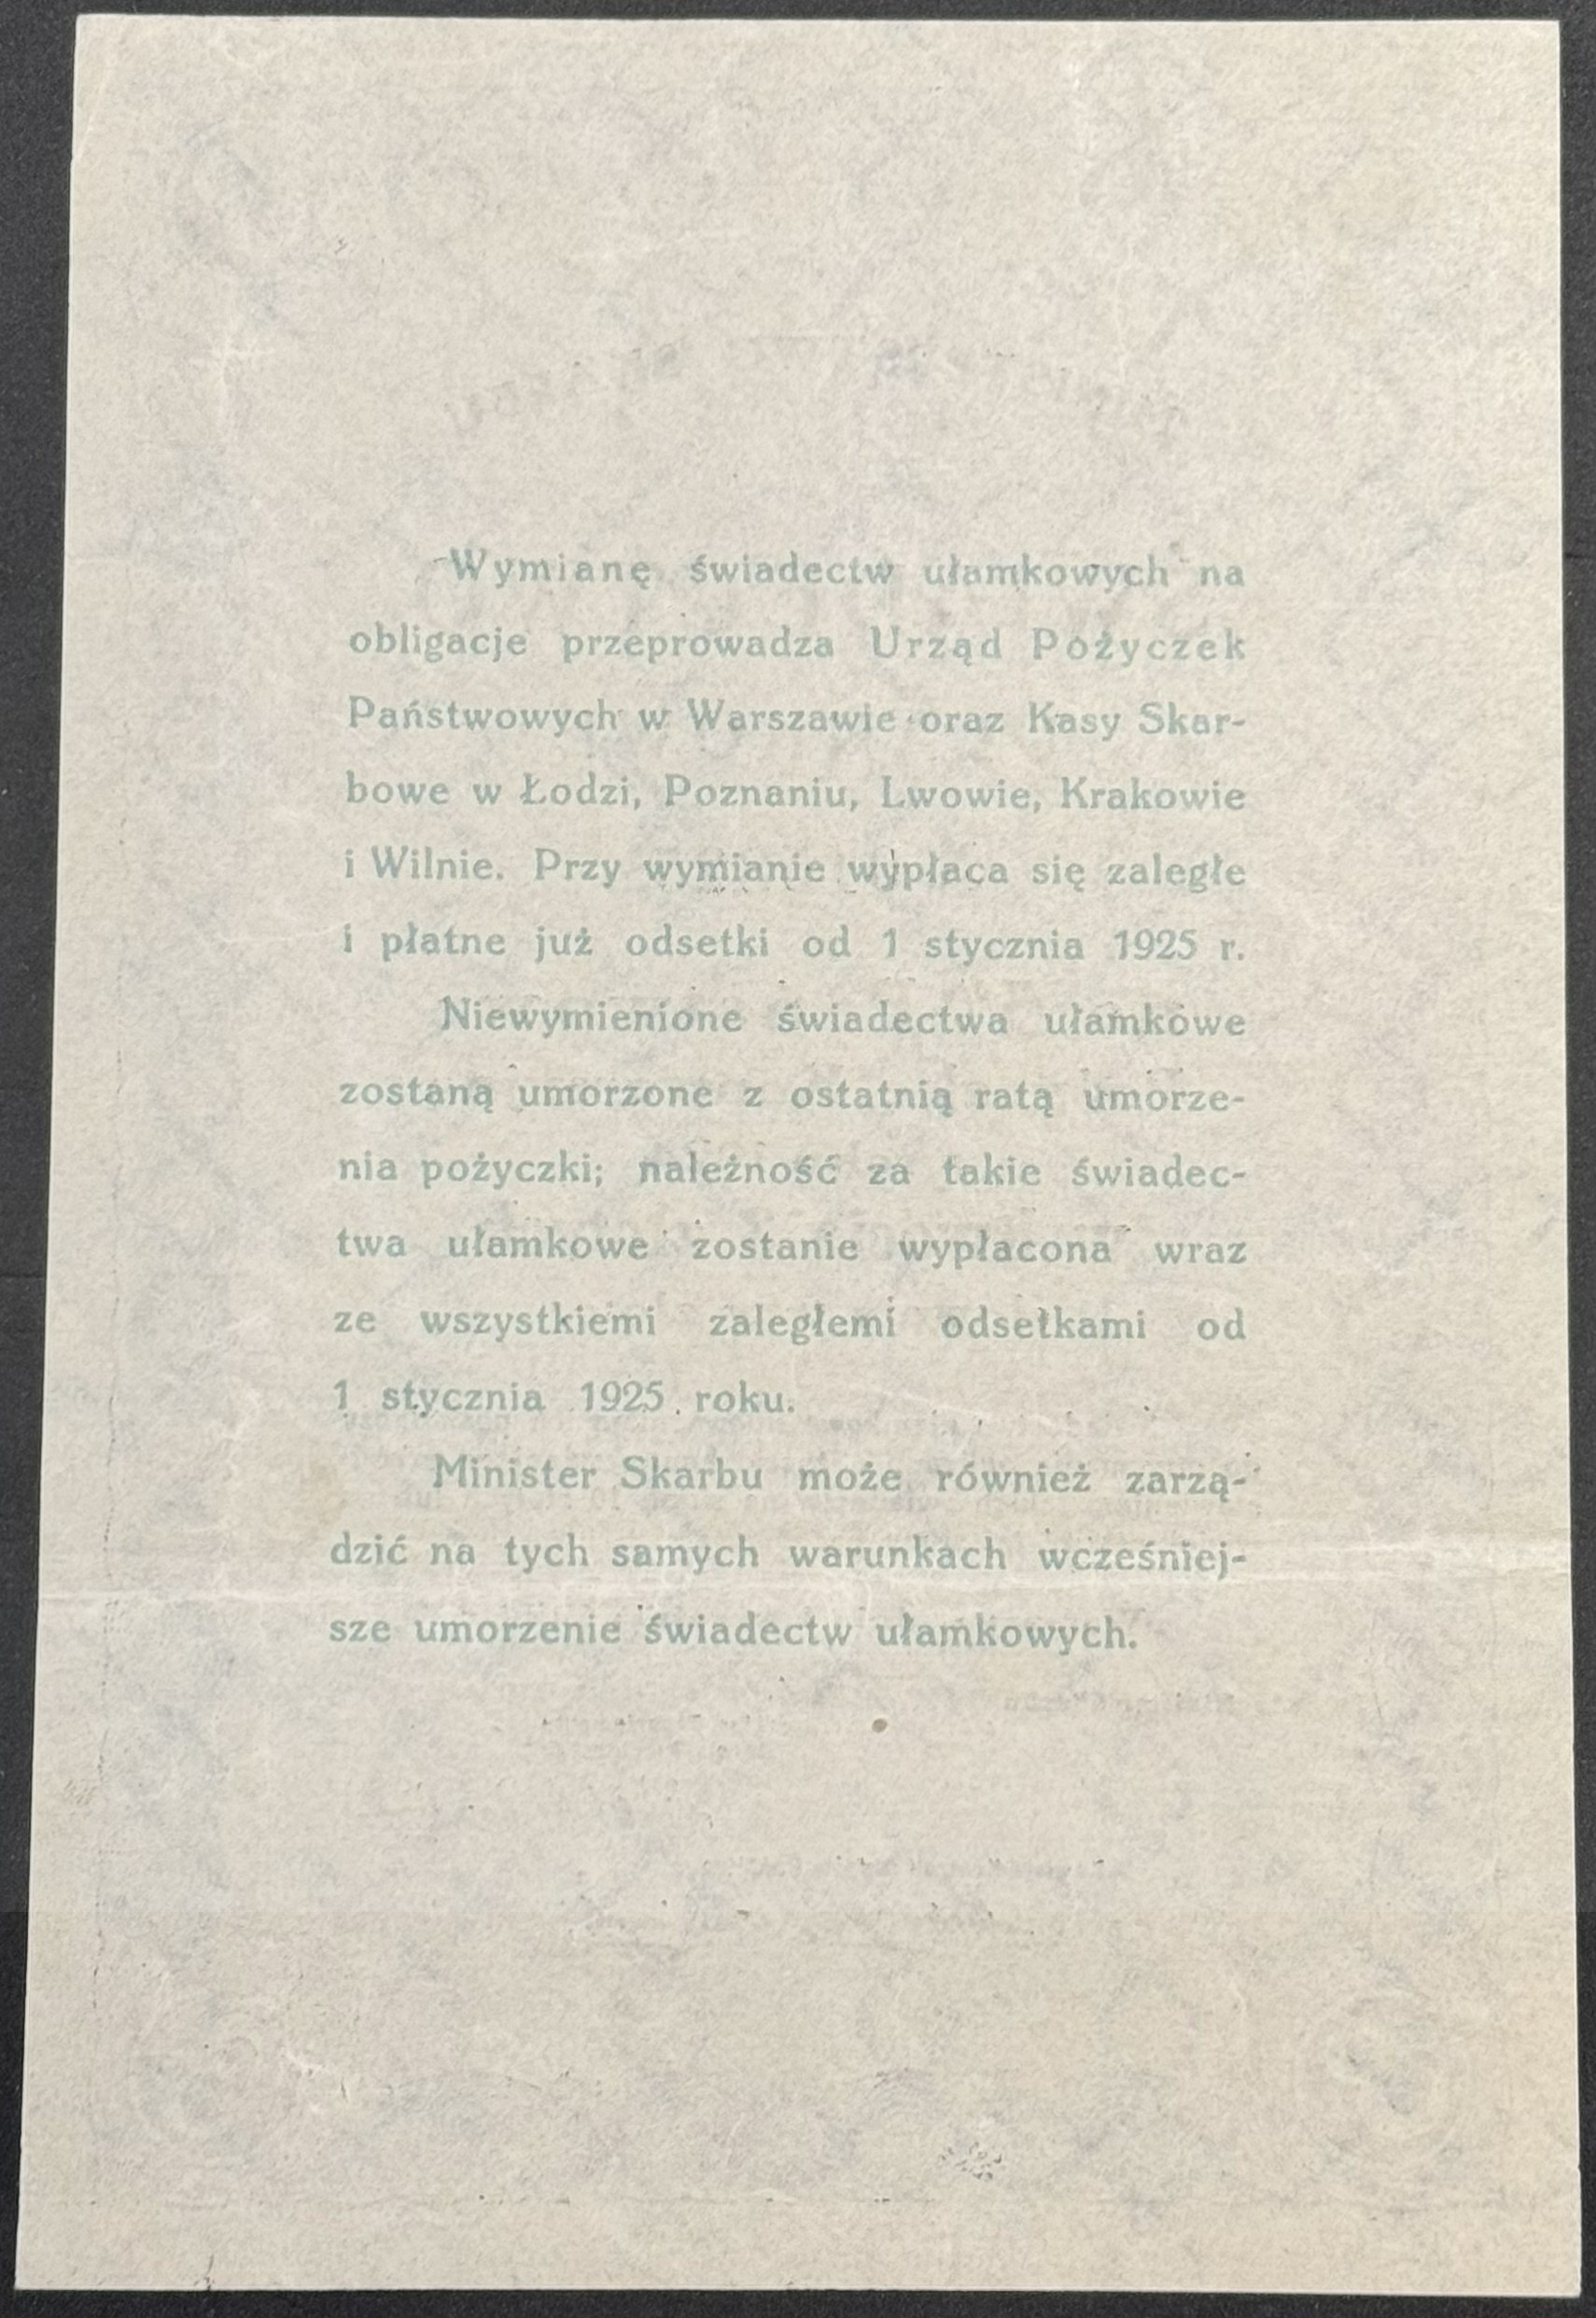 Wymianę świadectw ułamkowych na
obligacje przeprowadza Urząd Pożyczek
Państwowych w Warszawie oraz Kasy Skar-
bowe w Łodzi, Poznaniu, Lwowie, Krakowie
i Wilnie. Przy wymianie wypłaca się zaległe
i płatne już odsetki od 1 stycznia 1925 r.
Niewymienione świadectwa ułamkowe
zostaną umorzone z ostatnią ratą umorze-
nia pożyczki; należność za takie świadec-
twa ułamkowe zostanie wypłacona wraz
ze wszystkiemi zaległemi odsetkami od
1 stycznia 1925 roku.
Minister Skarbu może również zarzą-
dzić na tych samych warunkach wcześniej-
sze umorzenie świadectw ułamkowych.